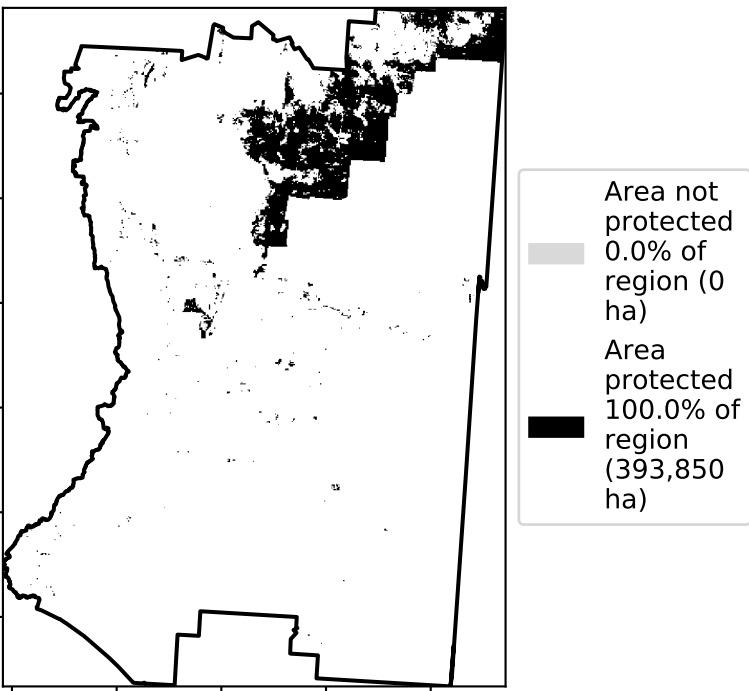 Area not
protected
0.0% of
region (0
ha)
Area
protected
100.0% of
region
(393,850
ha)